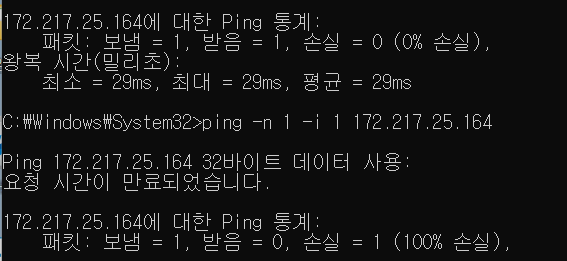 172.217.25.164에 대한 Ping 통계:
패킷: 보냄 = 1, 받음 = 1, 손실 = 0 (0% 손실),
왕복 시간(밀리초):
최소 = 29ms, 최대 = 29ms, 평균 = 29ms
C:₩Windows₩System32>ping -n 1 -i 1 172.217.25.164
Ping 172.217.25.164 32바이트 데이터 사용:
요청 시간이 만료되었습니다.
172.217.25.164에 대한 Ping 통계:
패킷: 보냄 = 1, 받음 = 0, 손실 = 1 (100% 손실),